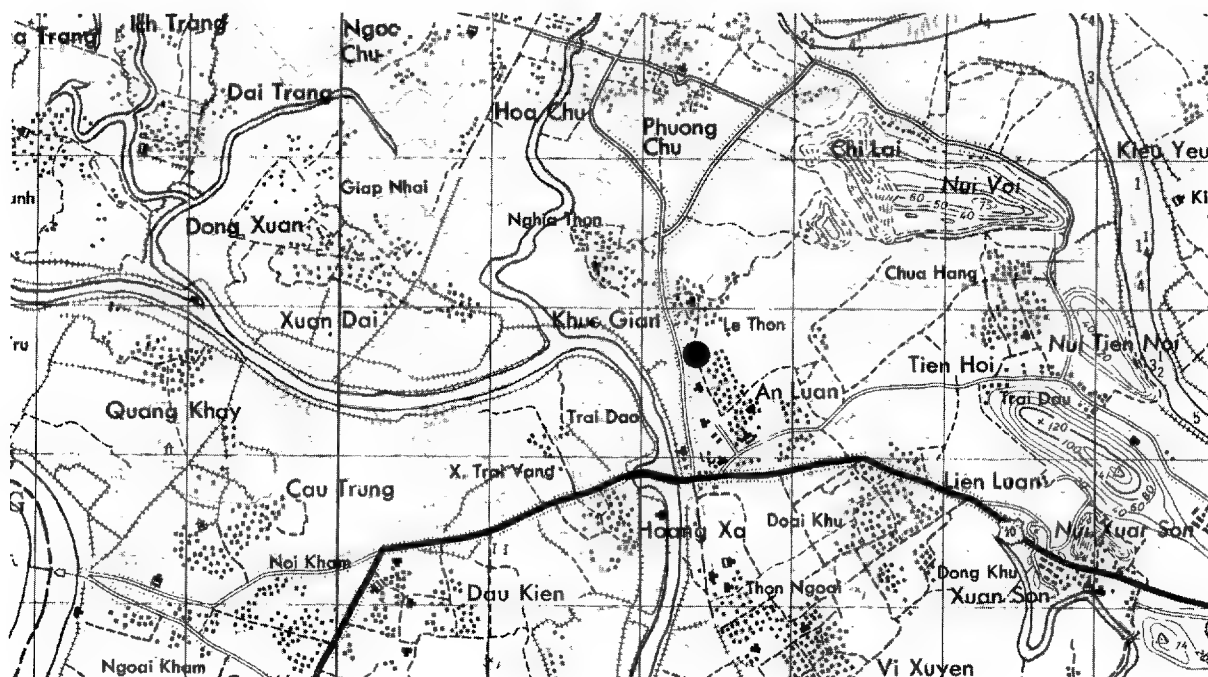 Ich Trang
a Trang
Ngoc
Chu
Dai Trang
Hoa Chu
Phuong
Chu
Chi Lai
Nui Voi
Kieu Yeu
Giap Nhai
Nghia Thon
Dong Xuan
Chua Hang
Xuan Dai
Khuc Gian
Le Thon
Nui Tien Noi
Tien Hoi
Trai Dau
An Luan
Quang Khay
Trai Dao
X. Trai Vang
Cau Trung
Lien Luan
Hoang Xa
Doai Khu
Nui Xuan Son
Noi Kham
Dau Kien
Thon Ngoai
Dong Khu
Xuan Son
Ngoai Kham
Vi Xuyen